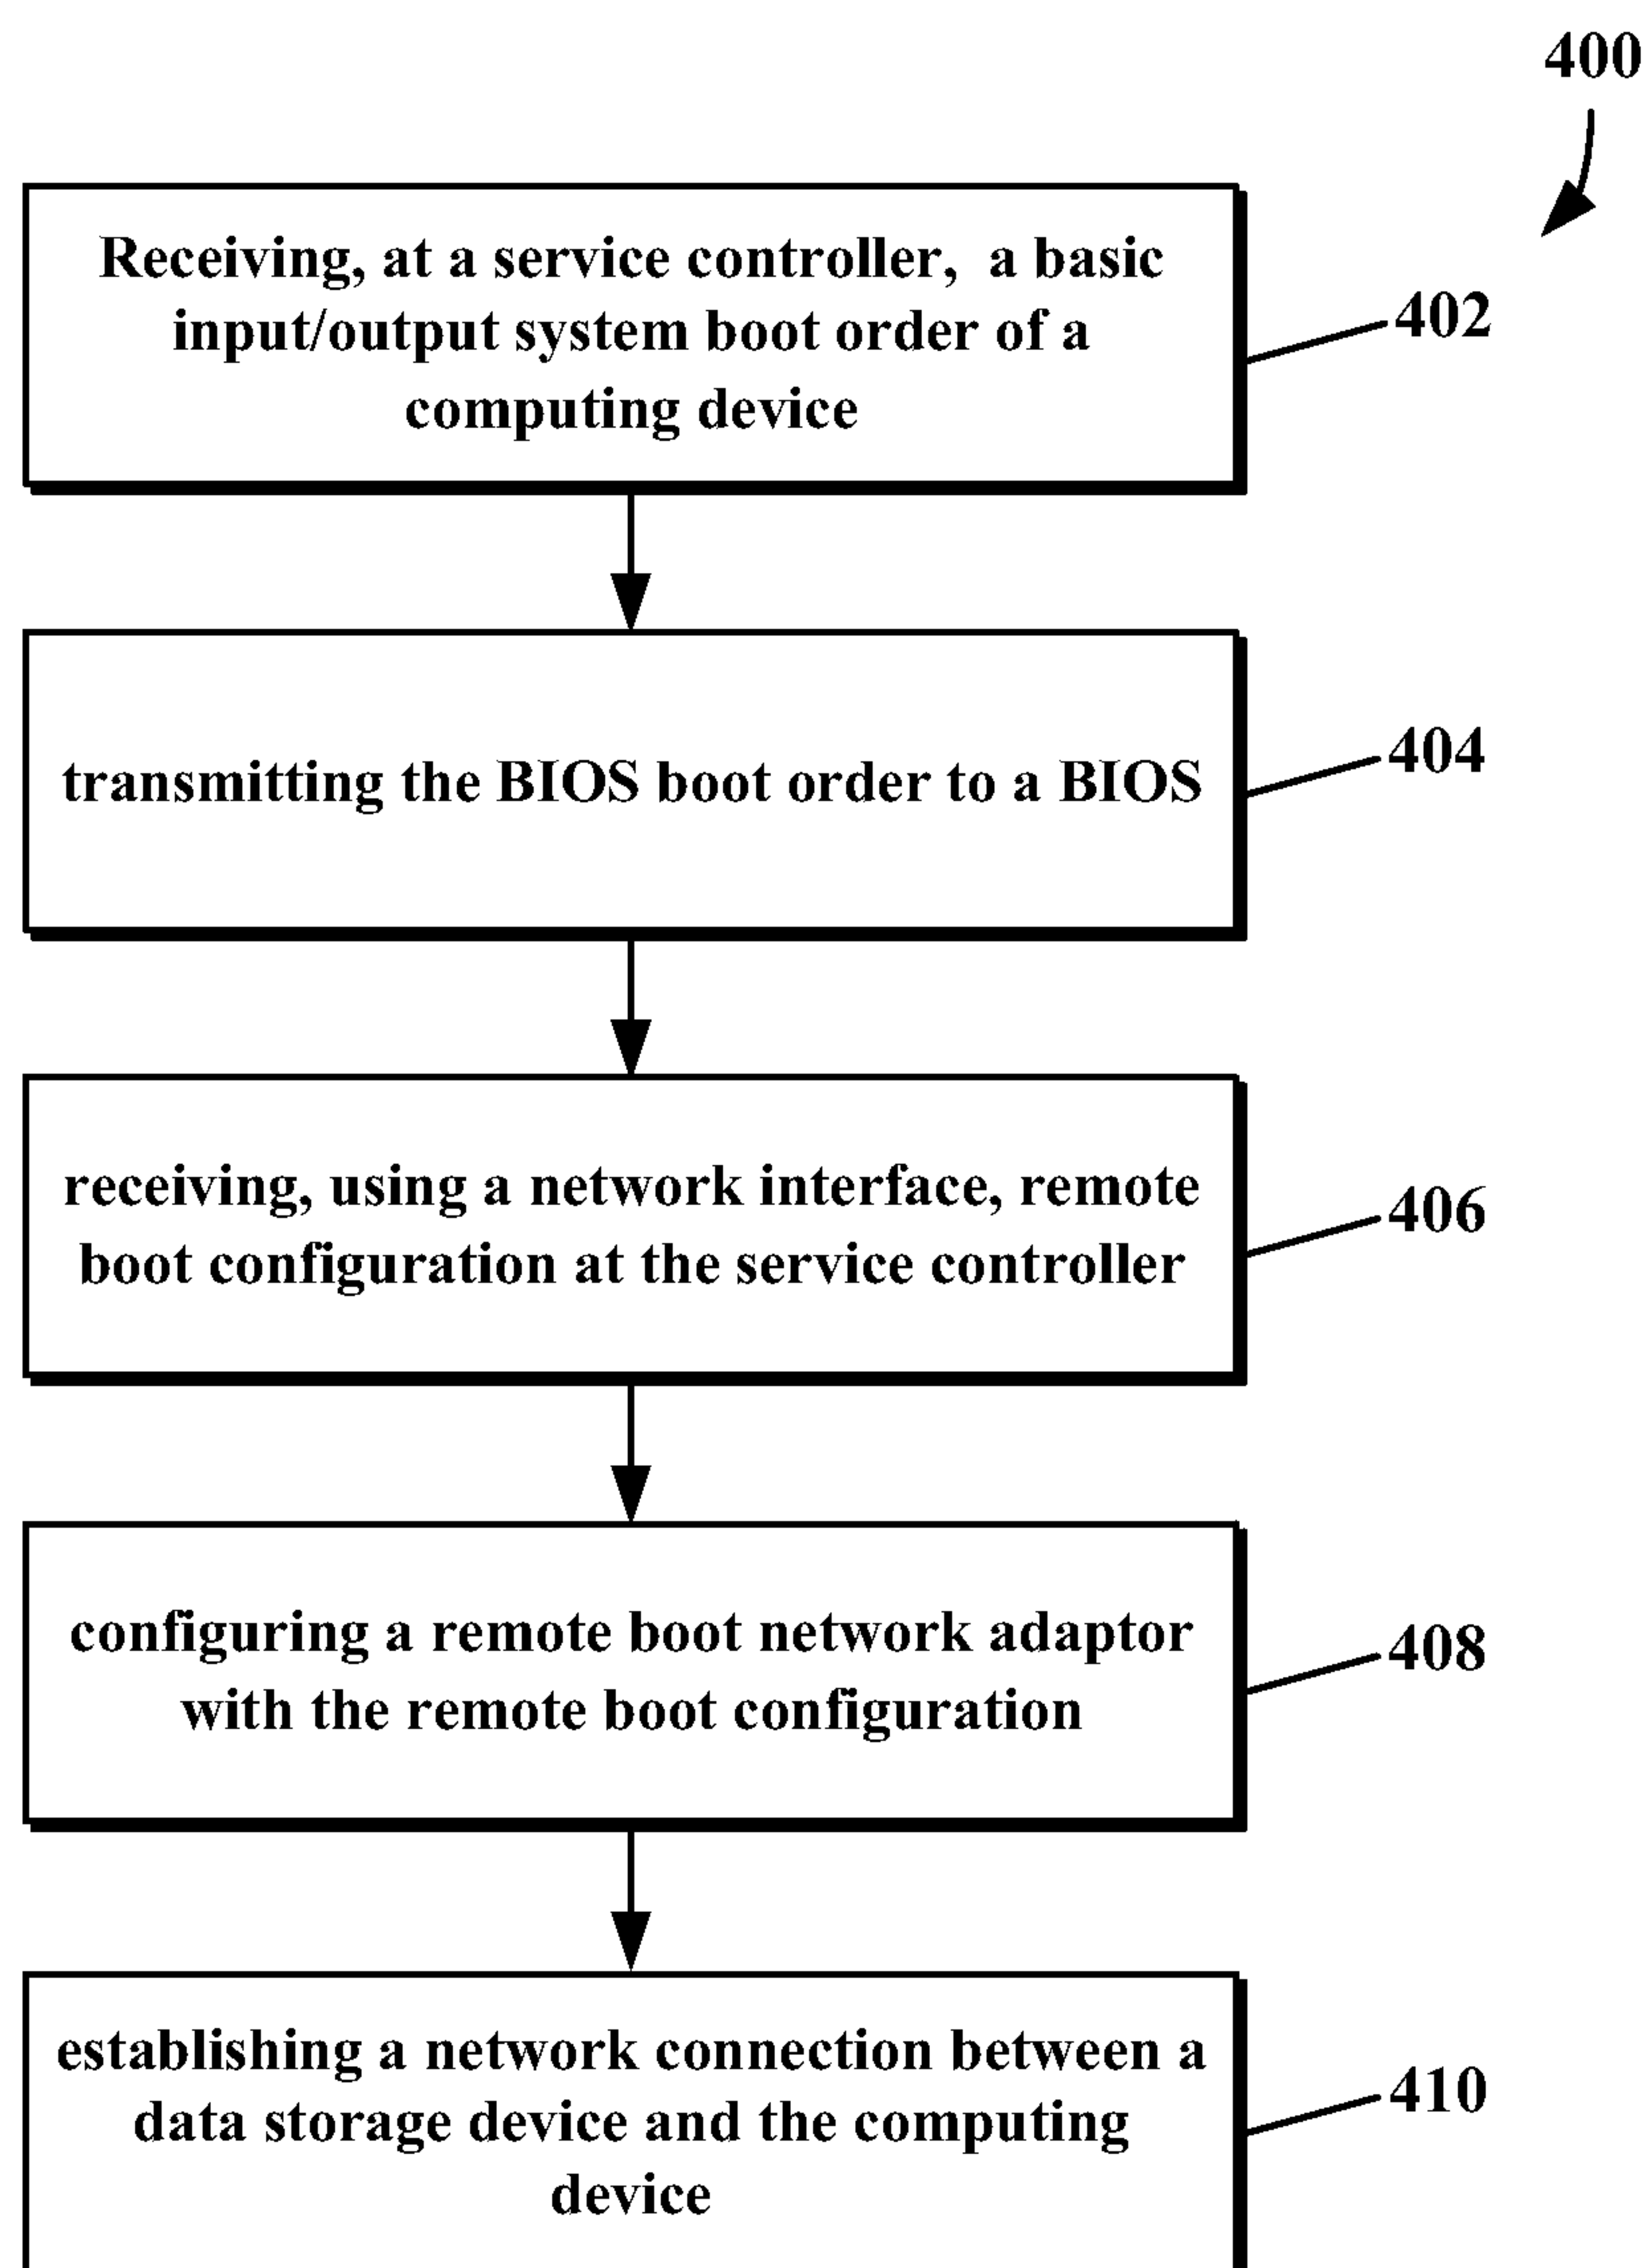 400
Receiving, at a service controller, a basic
input/output system boot order of a
computing device
402
transmitting the BIOS boot order to a BIOS
404
receiving, using a network interface, remote
boot configuration at the service controller
406
configuring a remote boot network adaptor
with the remote boot configuration
408
establishing a network connection between a
data storage device and the computing
device
410